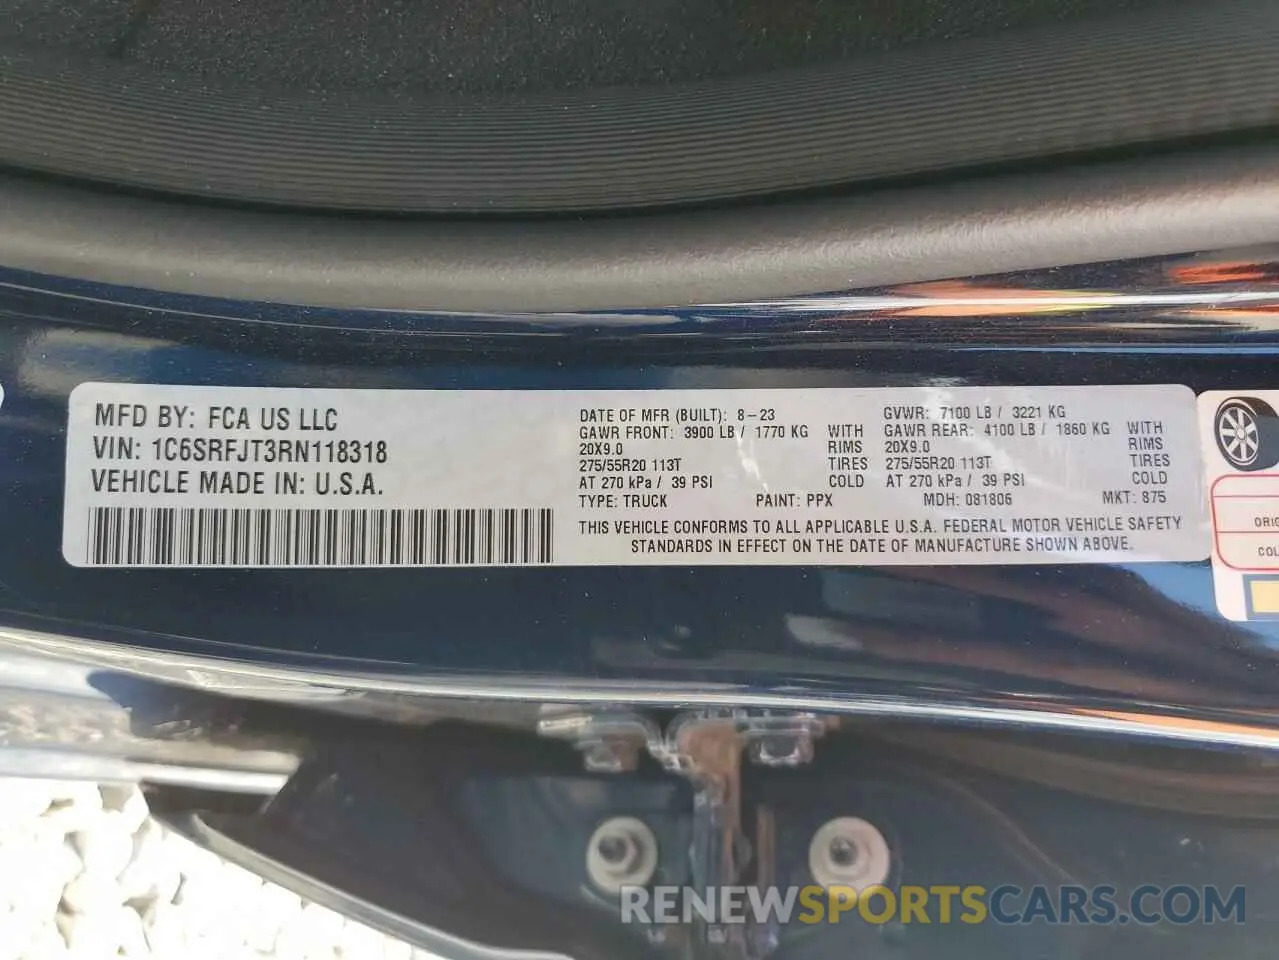 MFD BY: FCA US LLC
VIN: 1C6SRFJT3RN118318
VEHICLE MADE IN: U.S.A.
DATE OF MFR (BUILT): 8-23
GAWR FRONT: 3900 LB / 1770 KG WITH
20X9.0 RIMS
275/55R20 113T TIRES
AT 270 kPa / 39 PSI COLD
TYPE: TRUCK PAINT: PPX
GVWR: 7100 LB / 3221 KG
GAWR REAR: 4100 LB / 1860 KG WITH
20X9.0 RIMS
275/55R20 113T TIRES
AT 270 kPa / 39 PSI COLD
MDH: 081806 MKT: 875
THIS VEHICLE CONFORMS TO ALL APPLICABLE U.S.A. FEDERAL MOTOR VEHICLE SAFETY
STANDARDS IN EFFECT ON THE DATE OF MANUFACTURE SHOWN ABOVE.
ORIG
COL
RENEWSPORTSCARS.COM